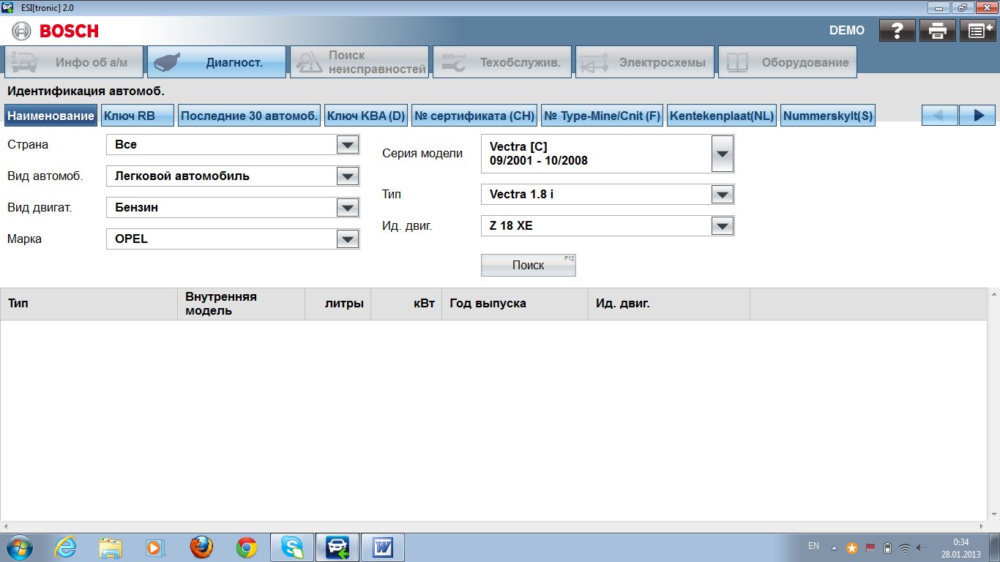 ESI[tronic] 2.0
BOSCH
DEMO
?
Инфо об а/м
Диагност.
Поиск
неисправностей
Техобслужив.
Электросхемы
Оборудование
Идентификация автомоб.
Наименование
Ключ RB
Последние 30 автомоб.
Ключ KBA (D)
№ сертификата (CH)
№ Type-Mine/Cnit (F)
Kentekenplaat(NL)
Nummerskylt(S)
Страна
Все
Вид автомоб.
Легковой автомобиль
Вид двигат.
Бензин
Марка
OPEL
Серия модели
Vectra [C]
09/2001 - 10/2008
Тип
Vectra 1.8 i
Ид. двиг.
Z 18 XE
Поиск
F12
Тип
Внутренняя
модель
литры
кВт
Год выпуска
Ид. двиг.
EN
0:34
28.01.2013